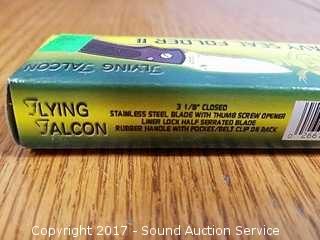 NAVY SEAL FOLDER II
FLYING FALCON
FLYING
FALCON
3 1/8" CLOSED
STAINLESS STEEL BLADE WITH THUMB SCREW OPENER
LINER LOCK HALF SERRATED BLADE
RUBBER HANDLE WITH POCKES/BELT CLIP ON BACK
Copyright 2017 - Sound Auction Service